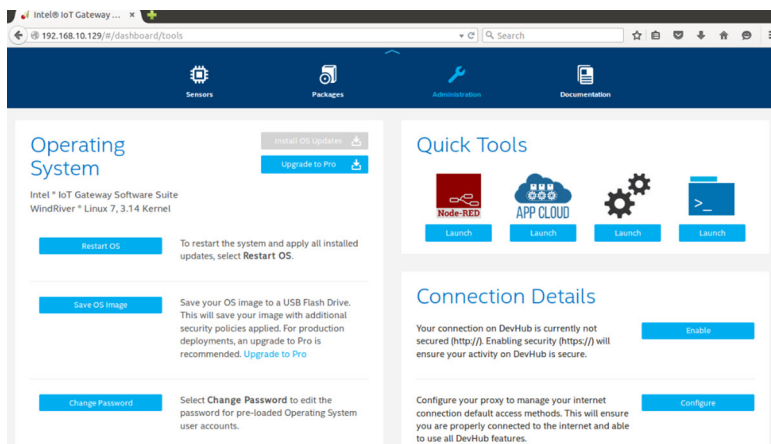 Intel® IoT Gateway ...
192.168.10.129/#/dashboard/tools
Search
Sensors
Packages
Administration
Documentation
Operating
System
Install OS Updates
Upgrade to Pro
Intel ® IoT Gateway Software Suite
WindRiver ® Linux 7, 3.14 Kernel
Restart OS
To restart the system and apply all installed
updates, select Restart OS.
Save OS Image
Save your OS image to a USB Flash Drive.
This will save your image with additional
security policies applied. For production
deployments, an upgrade to Pro is
recommended. Upgrade to Pro
Change Password
Select Change Password to edit the
password for pre-loaded Operating System
user accounts.
Quick Tools
Node-RED
APP CLOUD
>_
Launch
Launch
Launch
Launch
Connection Details
Your connection on DevHub is currently not
secured (http://). Enabling security (https://) will
ensure your activity on DevHub is secure.
Enable
Configure your proxy to manage your internet
connection default access methods. This will ensure
you are properly connected to the internet and able
to use all DevHub features.
Configure